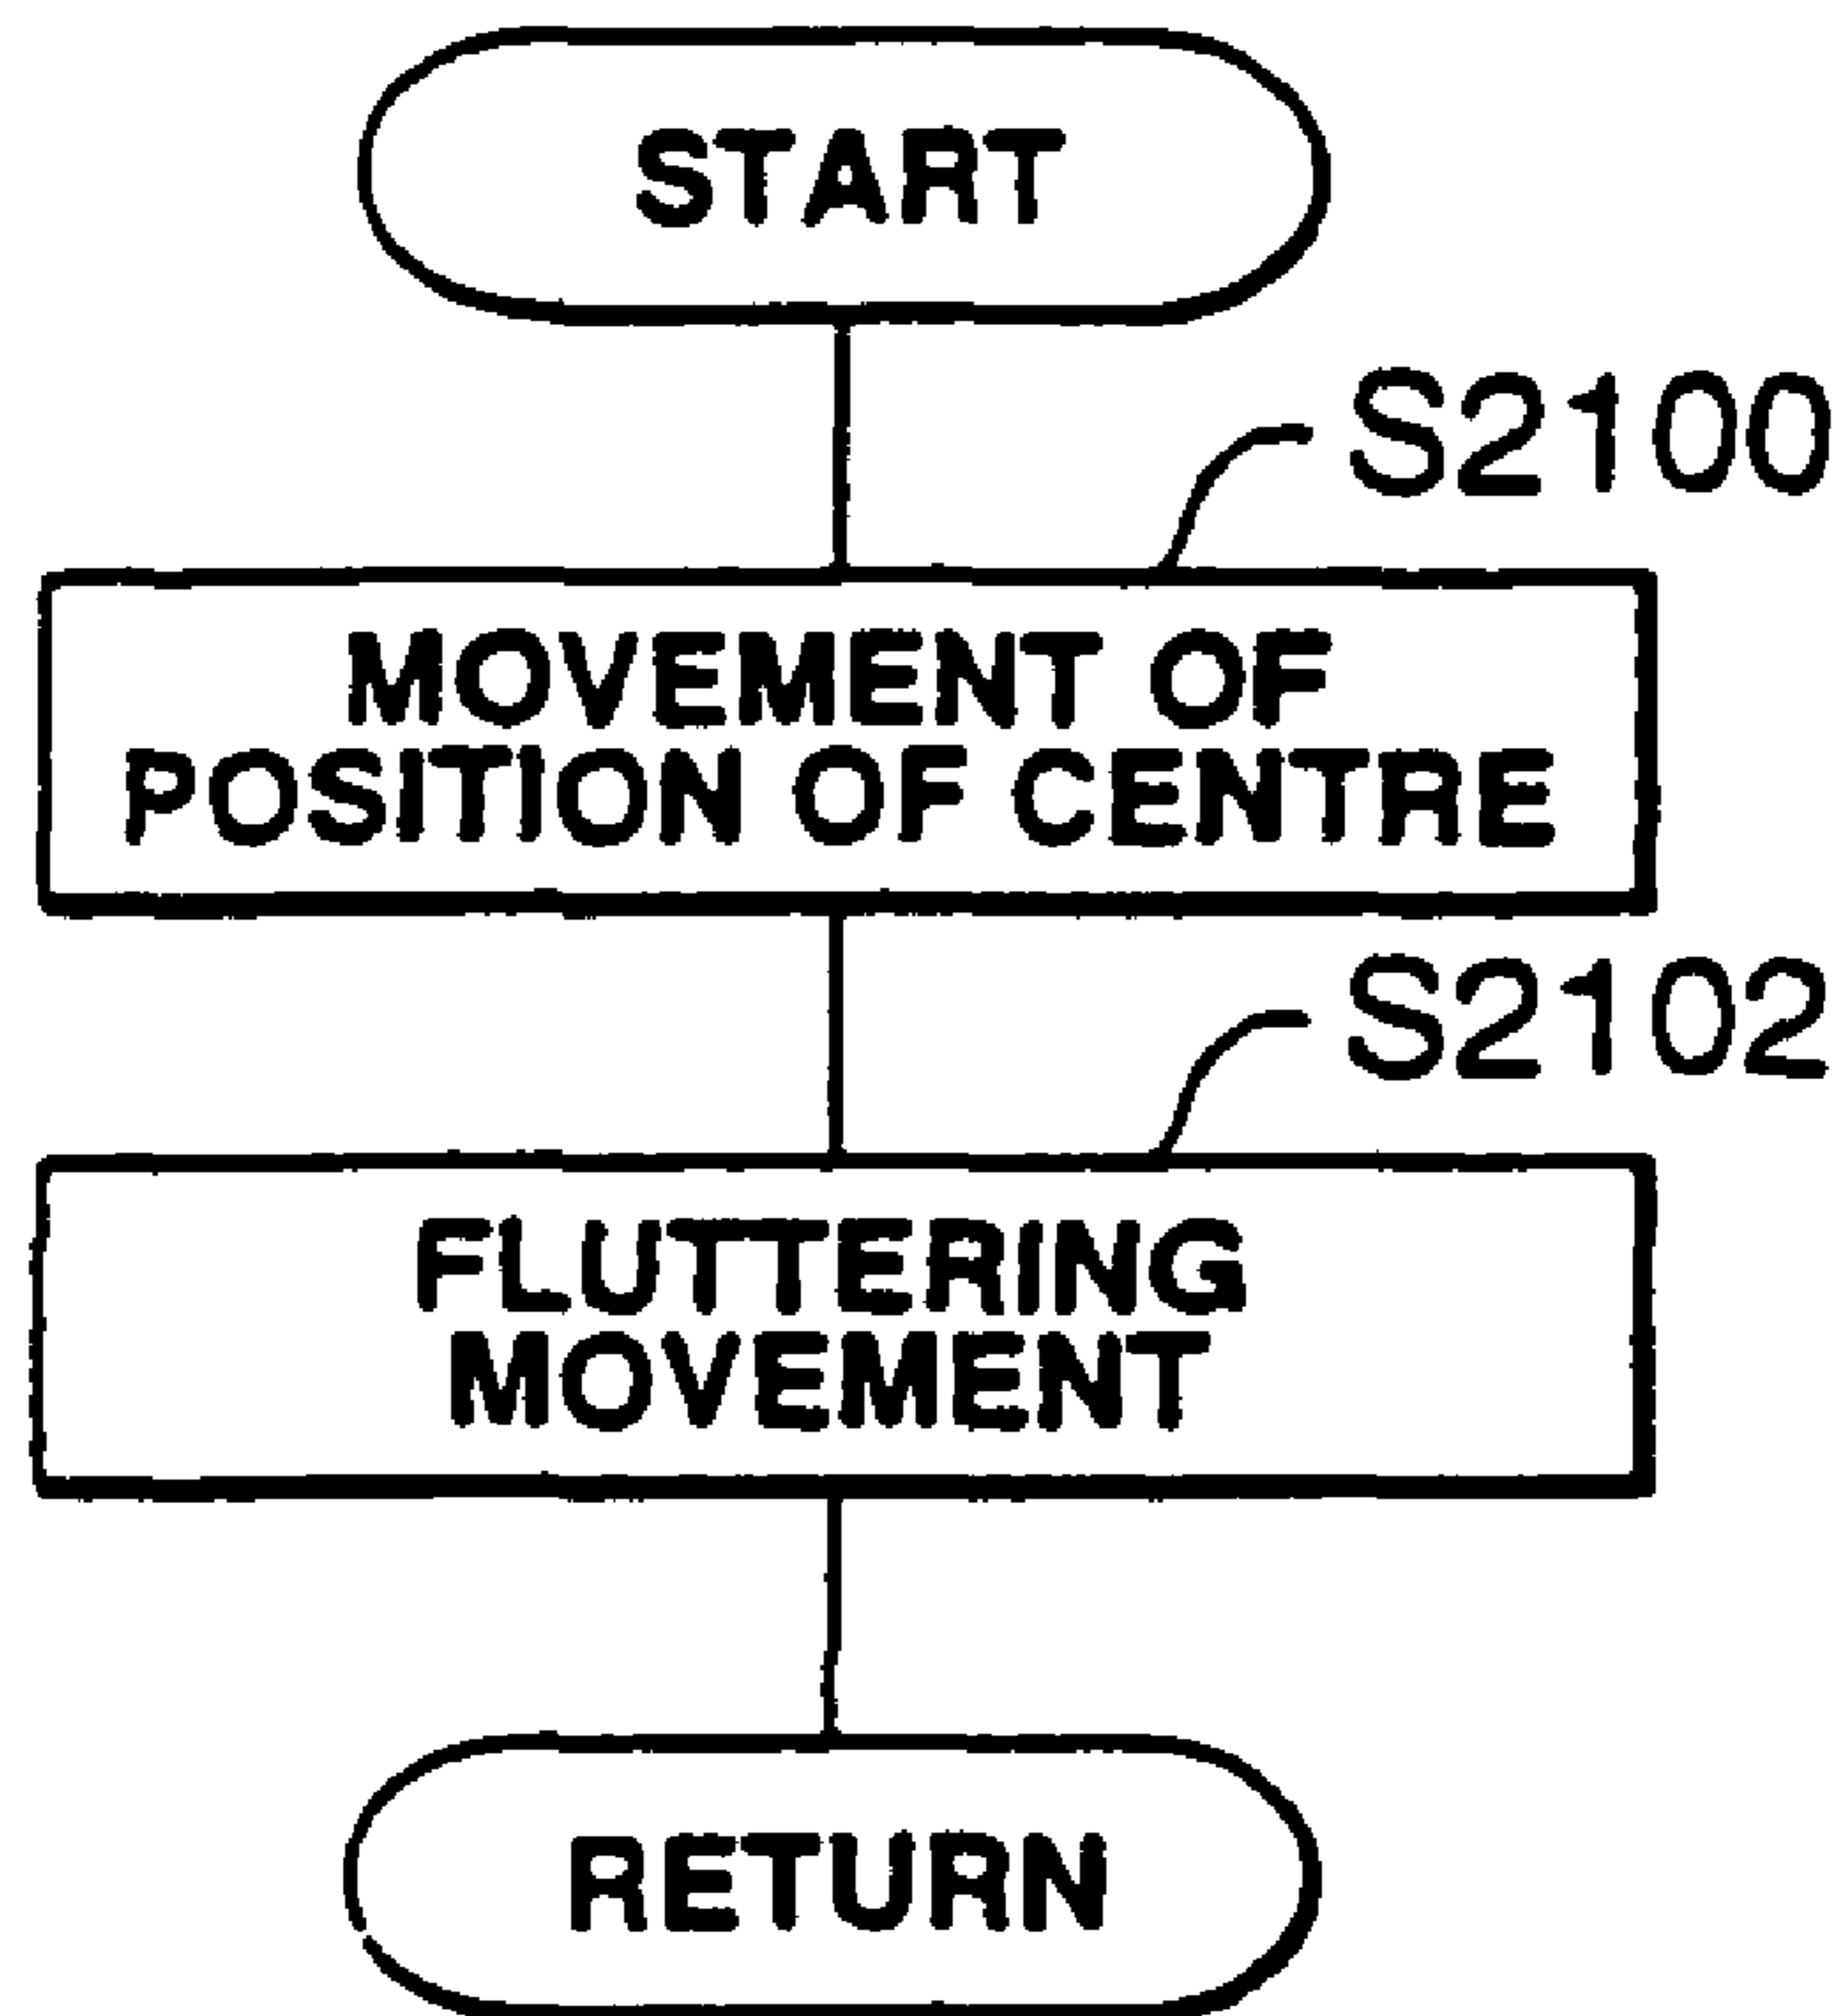 START
S2100
MOVEMENT OF
POSITION OF CENTRE
S2102
FLUTTERING
MOVEMENT
RETURN